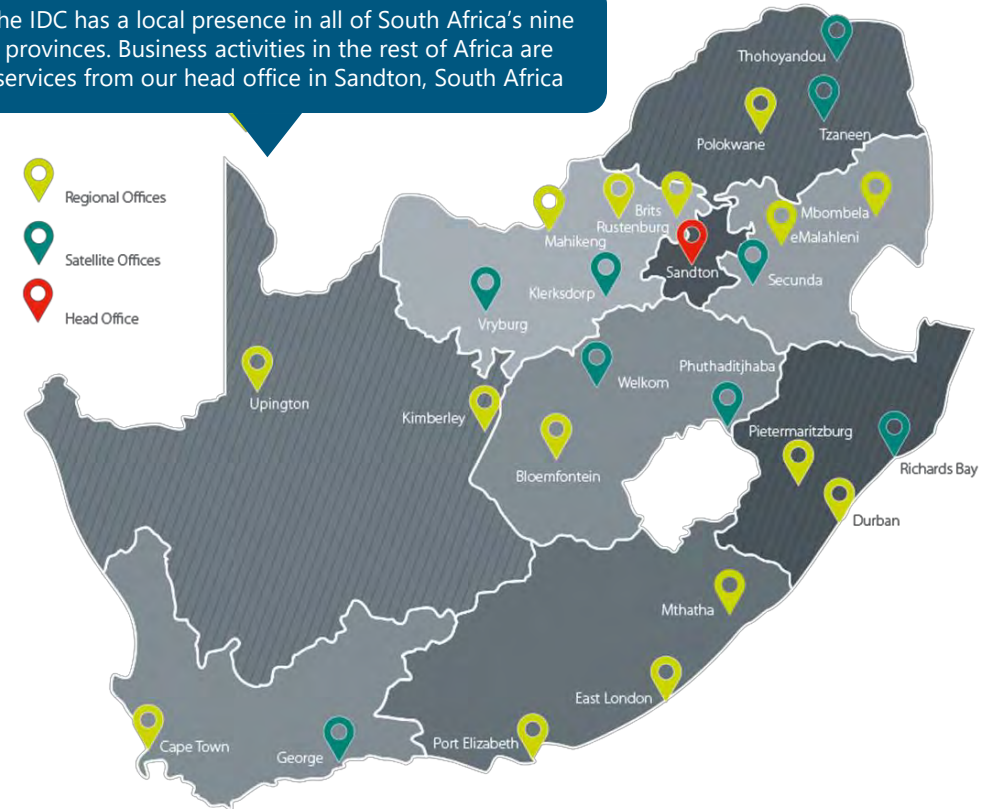 he IDC has a local presence in all of South Africa's nine
provinces. Business activities in the rest of Africa are
services from our head office in Sandton, South Africa
Regional Offices
Satellite Offices
Head Office
Thohoyandou
Tzaneen
Polokwane
Mbombela
eMalahleni
Brits
Rustenburg
Mahikeng
Sandton
Secunda
Klerksdorp
Vryburg
Welkom
Phuthaditjhaba
Upington
Kimberley
Bloemfontein
Pietermaritzburg
Richards Bay
Durban
Mthatha
East London
Port Elizabeth
Cape Town
George